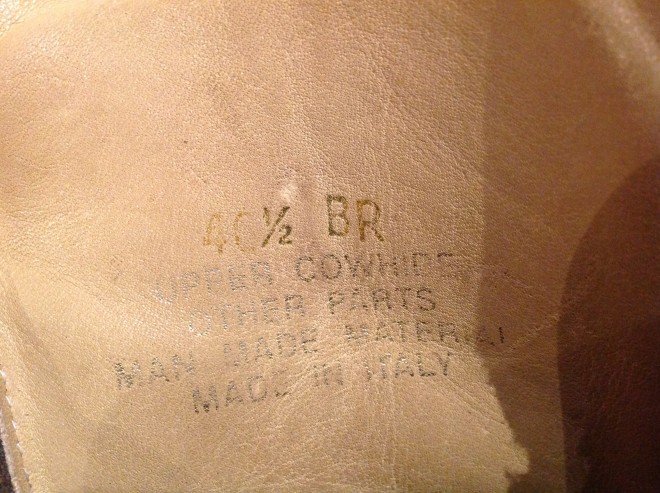 40½ BR
UPPER COWHIDE
OTHER PARTS
MAN MADE MATERIAL
MADE IN ITALY